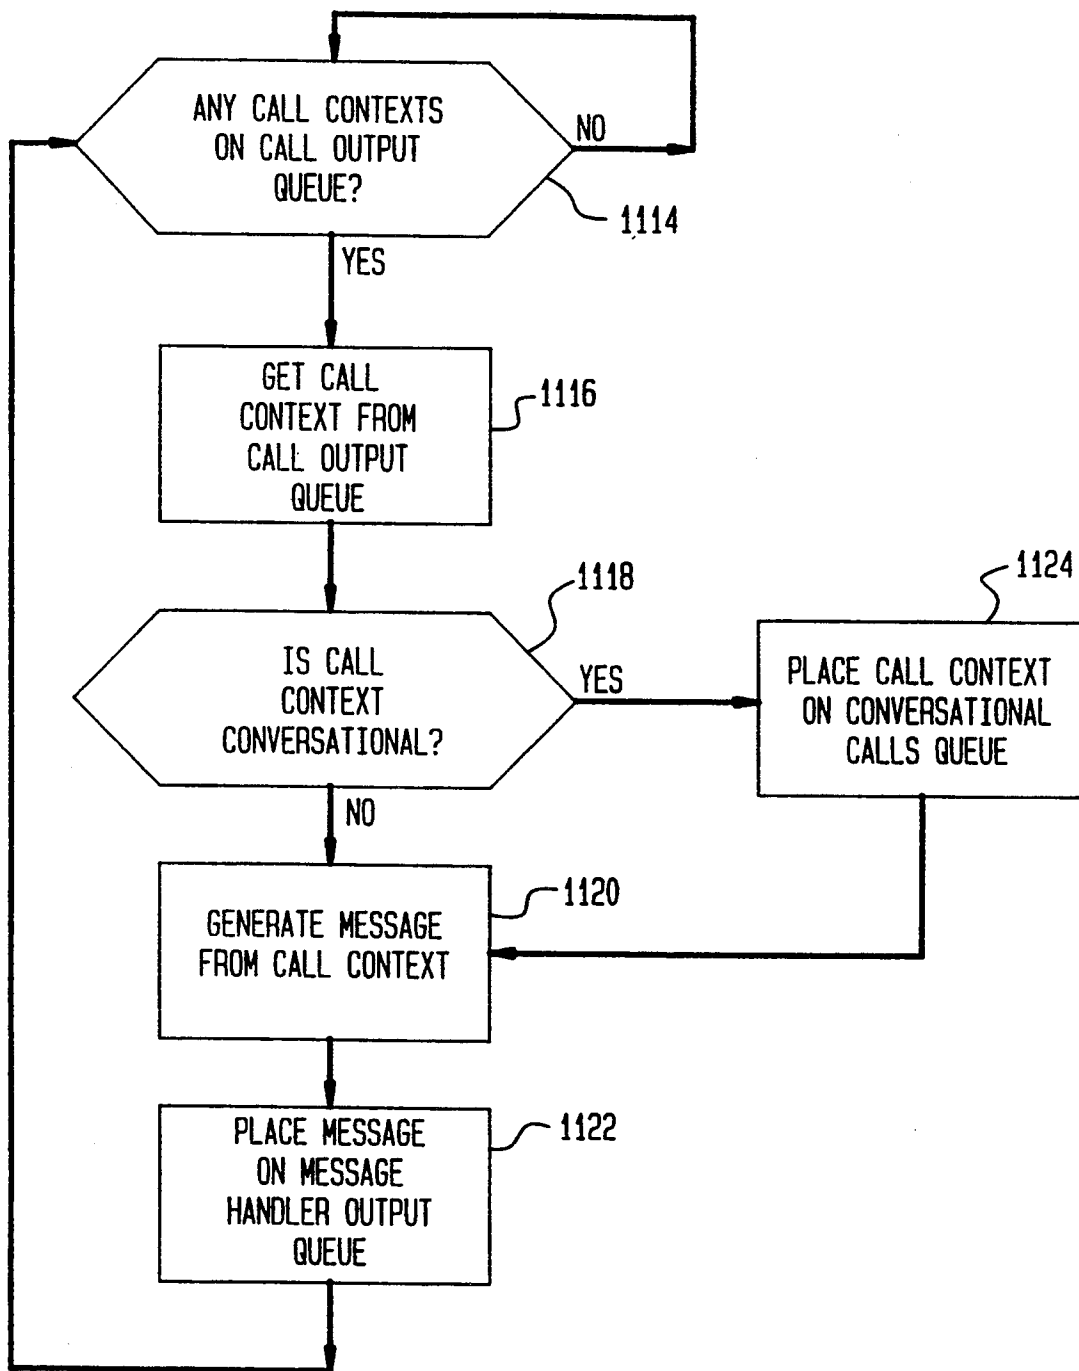 ANY CALL CONTEXTS
ON CALL OUTPUT
QUEUE?
NO
1114
YES
GET CALL
CONTEXT FROM
CALL OUTPUT
QUEUE
1116
IS CALL
CONTEXT
CONVERSATIONAL?
1118
YES
1124
PLACE CALL CONTEXT
ON CONVERSATIONAL
CALLS QUEUE
NO
GENERATE MESSAGE
FROM CALL CONTEXT
1120
PLACE MESSAGE
ON MESSAGE
HANDLER OUTPUT
QUEUE
1122